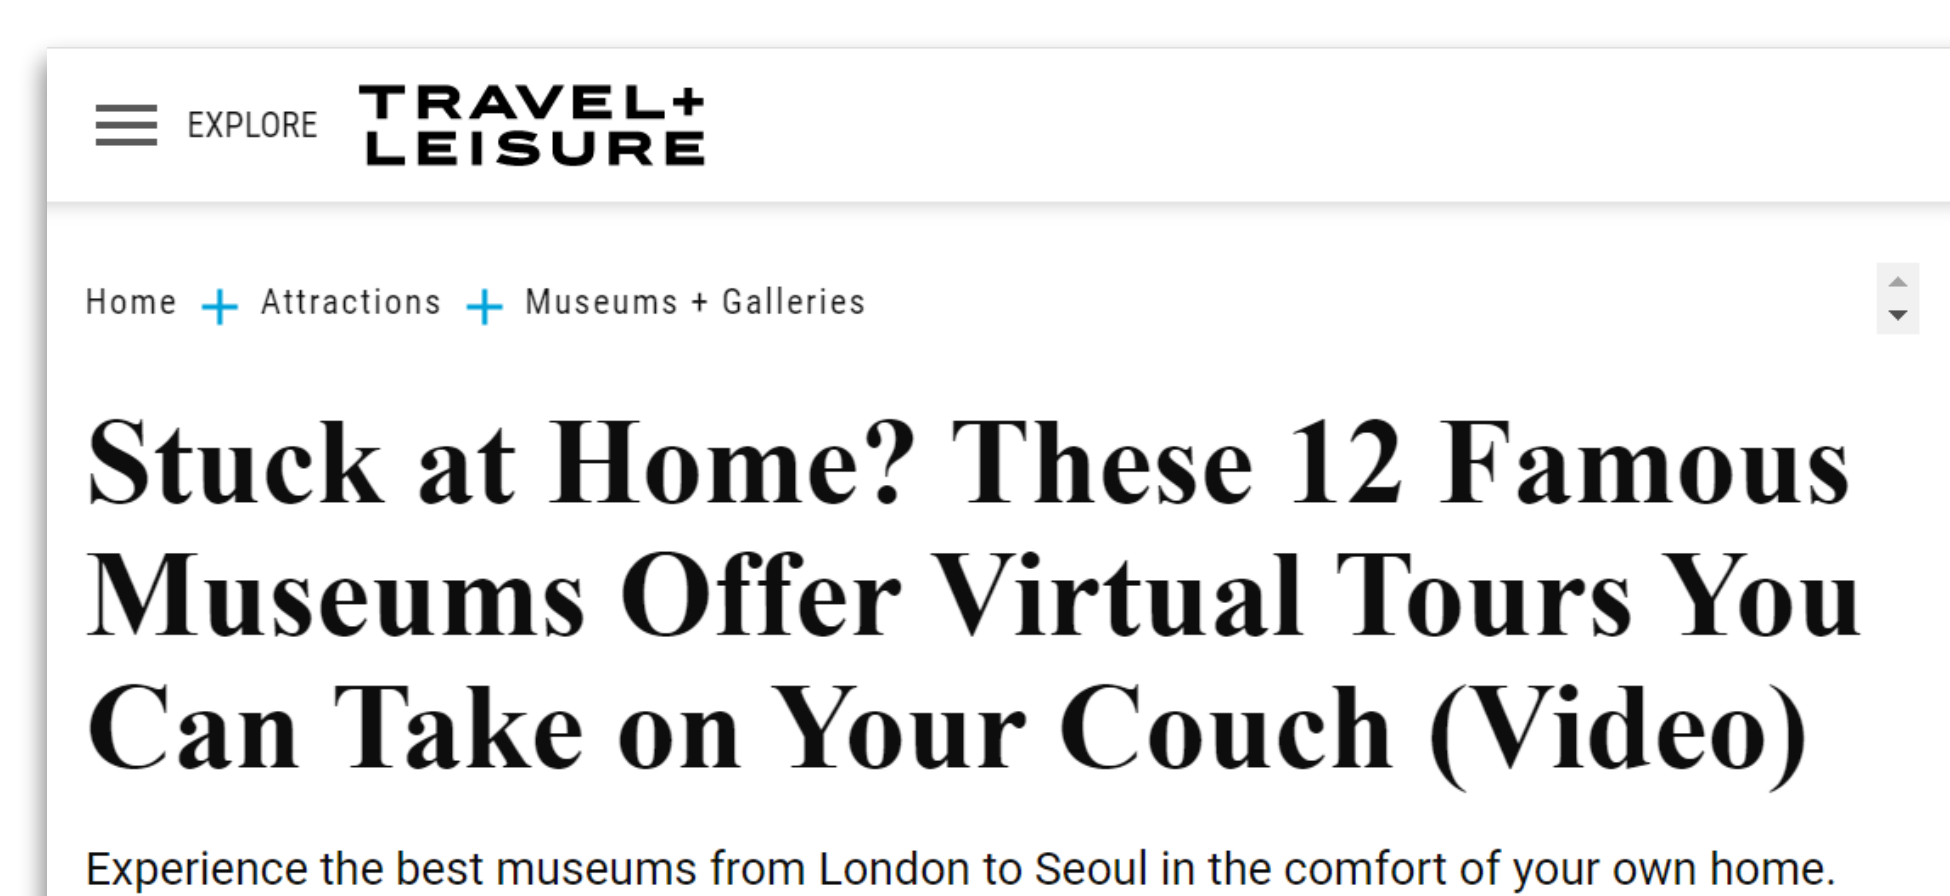 EXPLORE
TRAVEL+
LEISURE
Home + Attractions + Museums + Galleries
Stuck at Home? These 12 Famous
Museums Offer Virtual Tours You
Can Take on Your Couch (Video)
Experience the best museums from London to Seoul in the comfort of your own home.